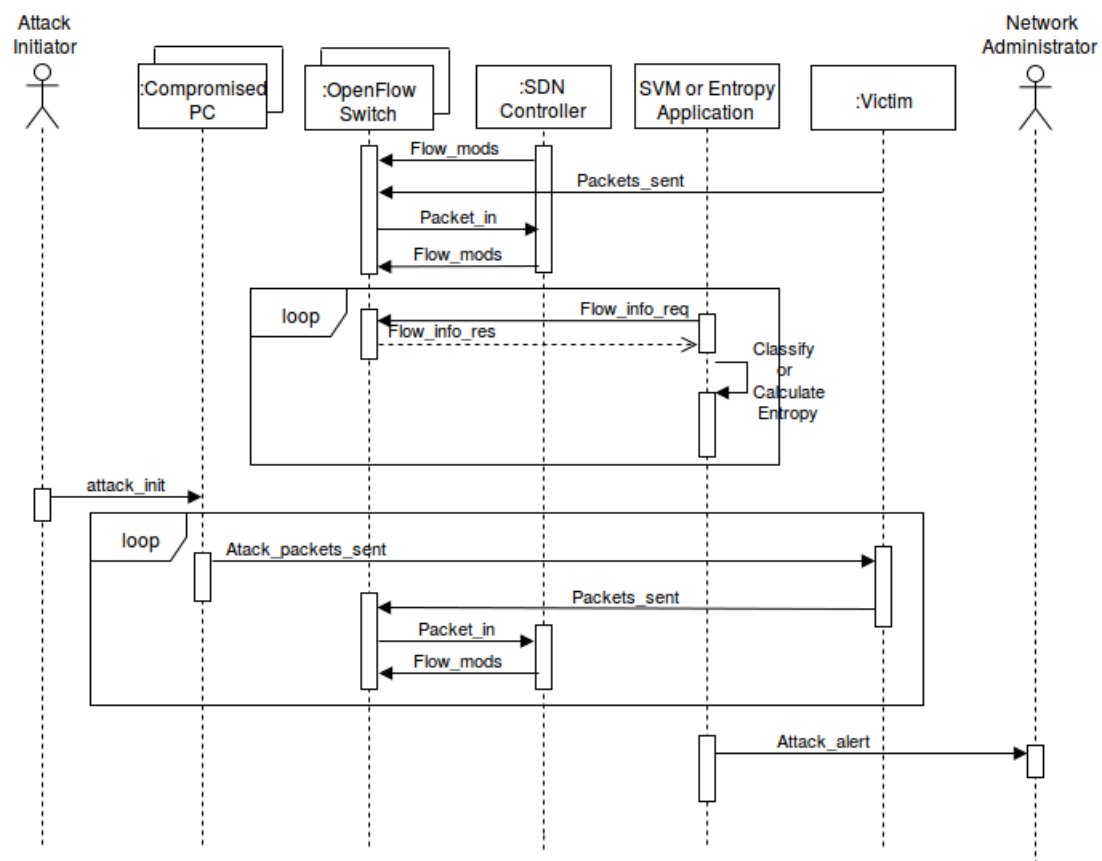 Attack
Initiator
Network
Administrator
:Compromised
PC
:OpenFlow
Switch
:SDN
Controller
SVM or Entropy
Application
:Victim
Flow_mods
Packets_sent
Packet_in
Flow_mods
loop
Flow_info_req
Flow_info_res
Classify
or
Calculate
Entropy
attack_init
loop
Atack_packets_sent
Packets_sent
Packet_in
Flow_mods
Attack_alert